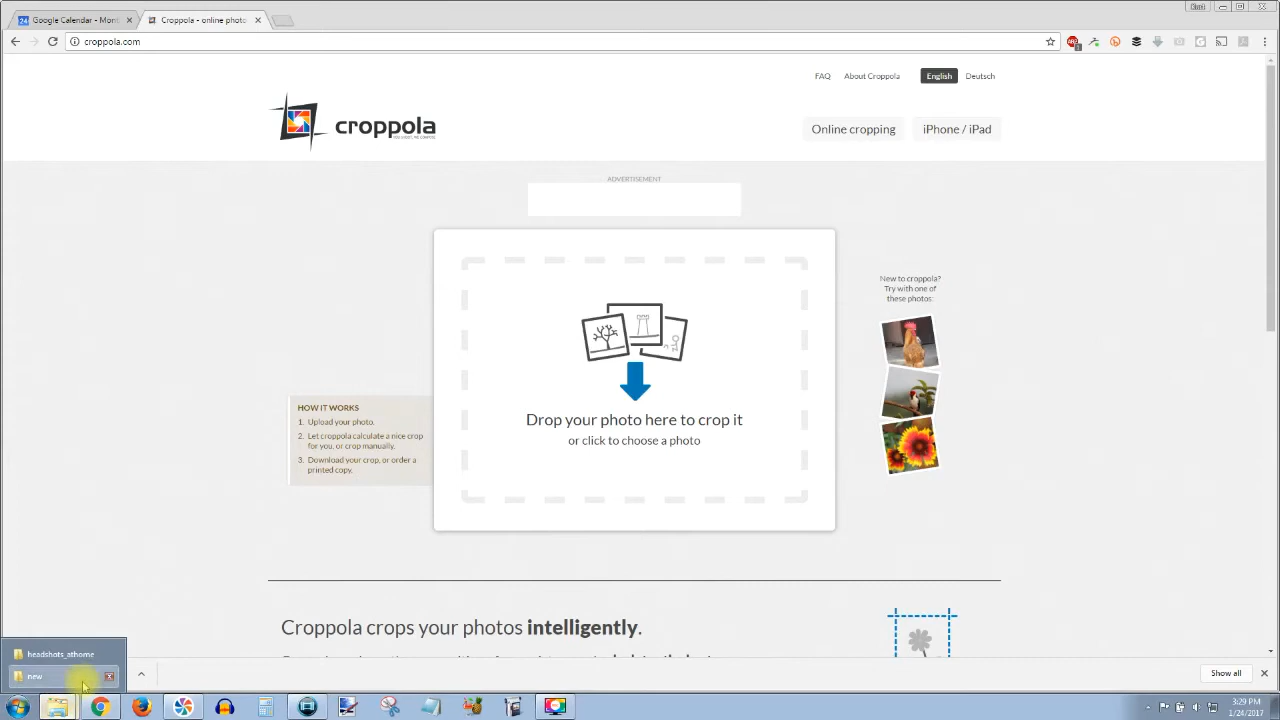 Google Calendar - Mont
Croppola - online photo
croppola.com
FAQ
About Croppola
English
Deutsch
croppola
Online cropping
iPhone / iPad
ADVERTISEMENT
Drop your photo here to crop it
or click to choose a photo
New to croppola?
Try with one of
these photos:
HOW IT WORKS
1. Upload your photo.
2. Let croppola calculate a nice crop
for you, or crop manually.
3. Download your crop, or order a
printed copy.
Croppola crops your photos intelligently.
headshots_athome
new
Show all
3:29 PM
1/24/2017